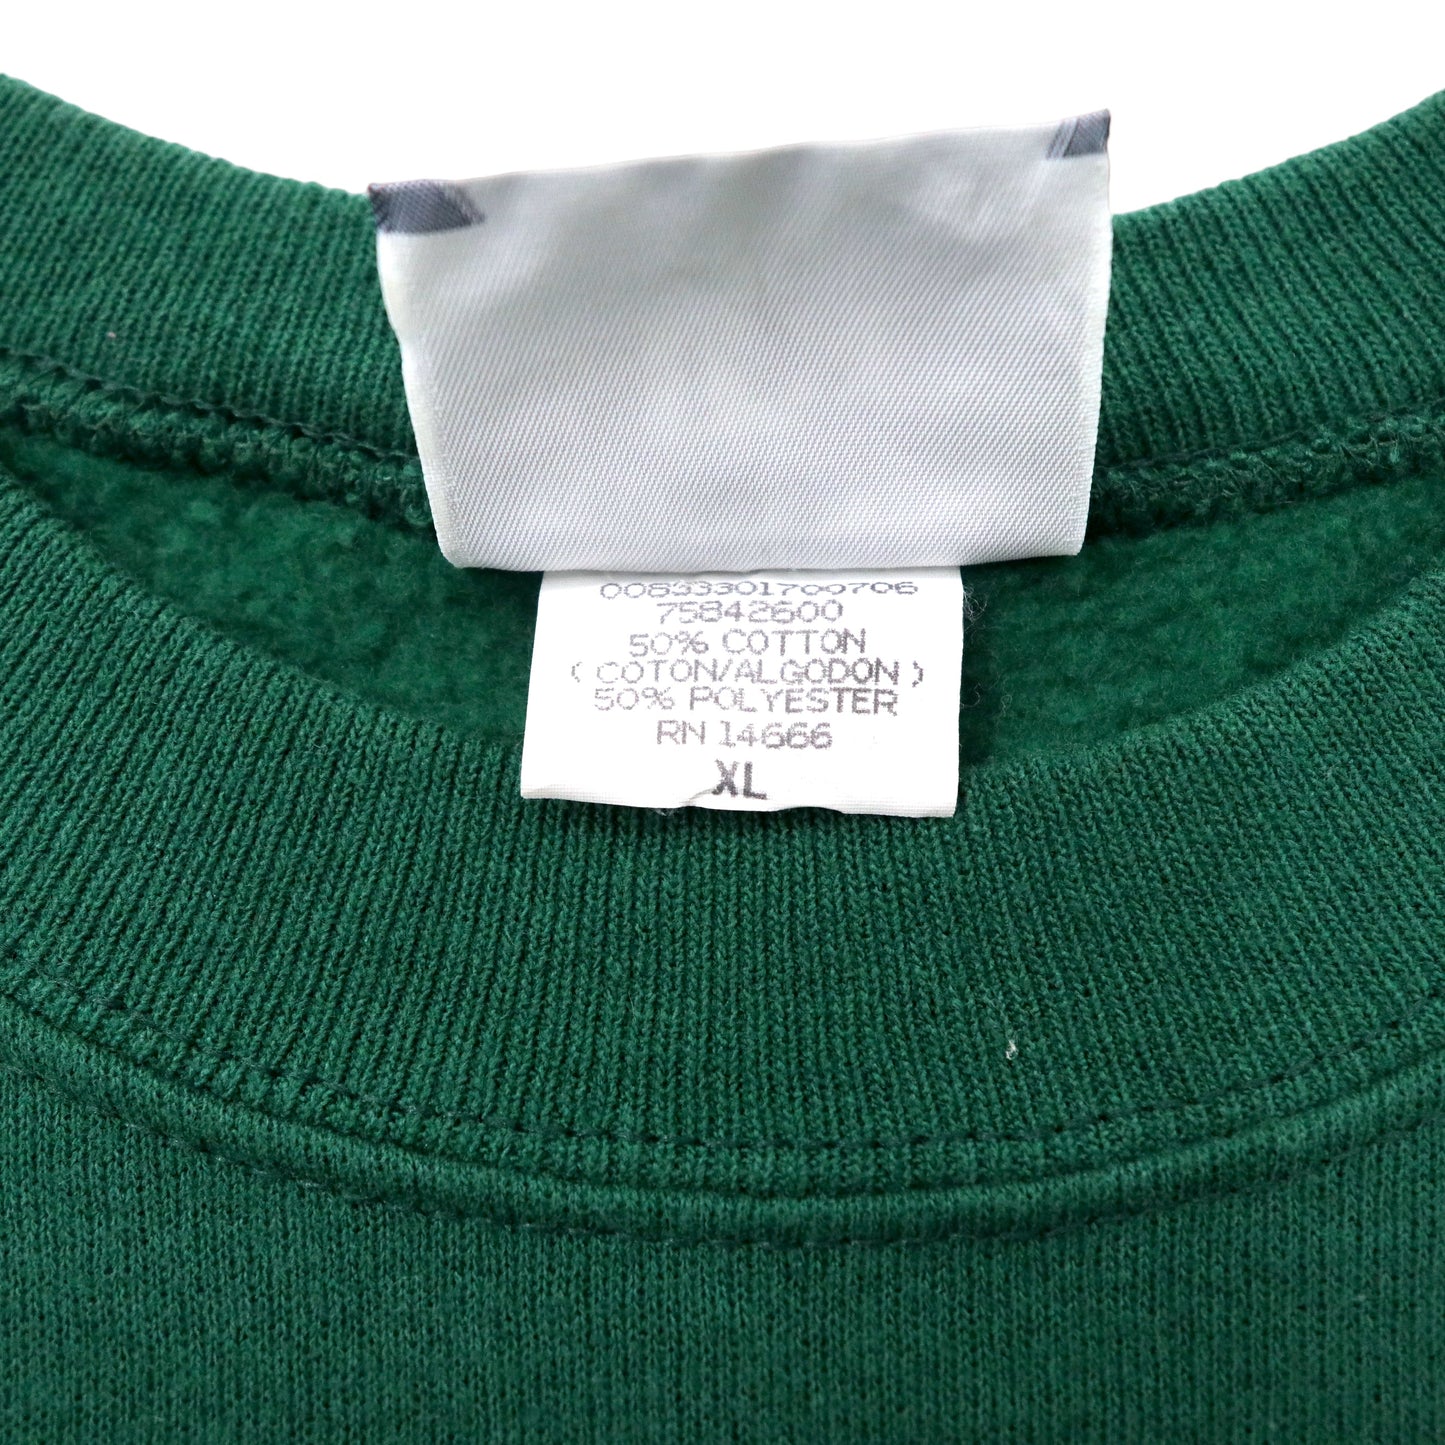 00833301700706
75842600
50% COTTON
( COTON/ALGODON )
50% POLYESTER
RN 14666
XL